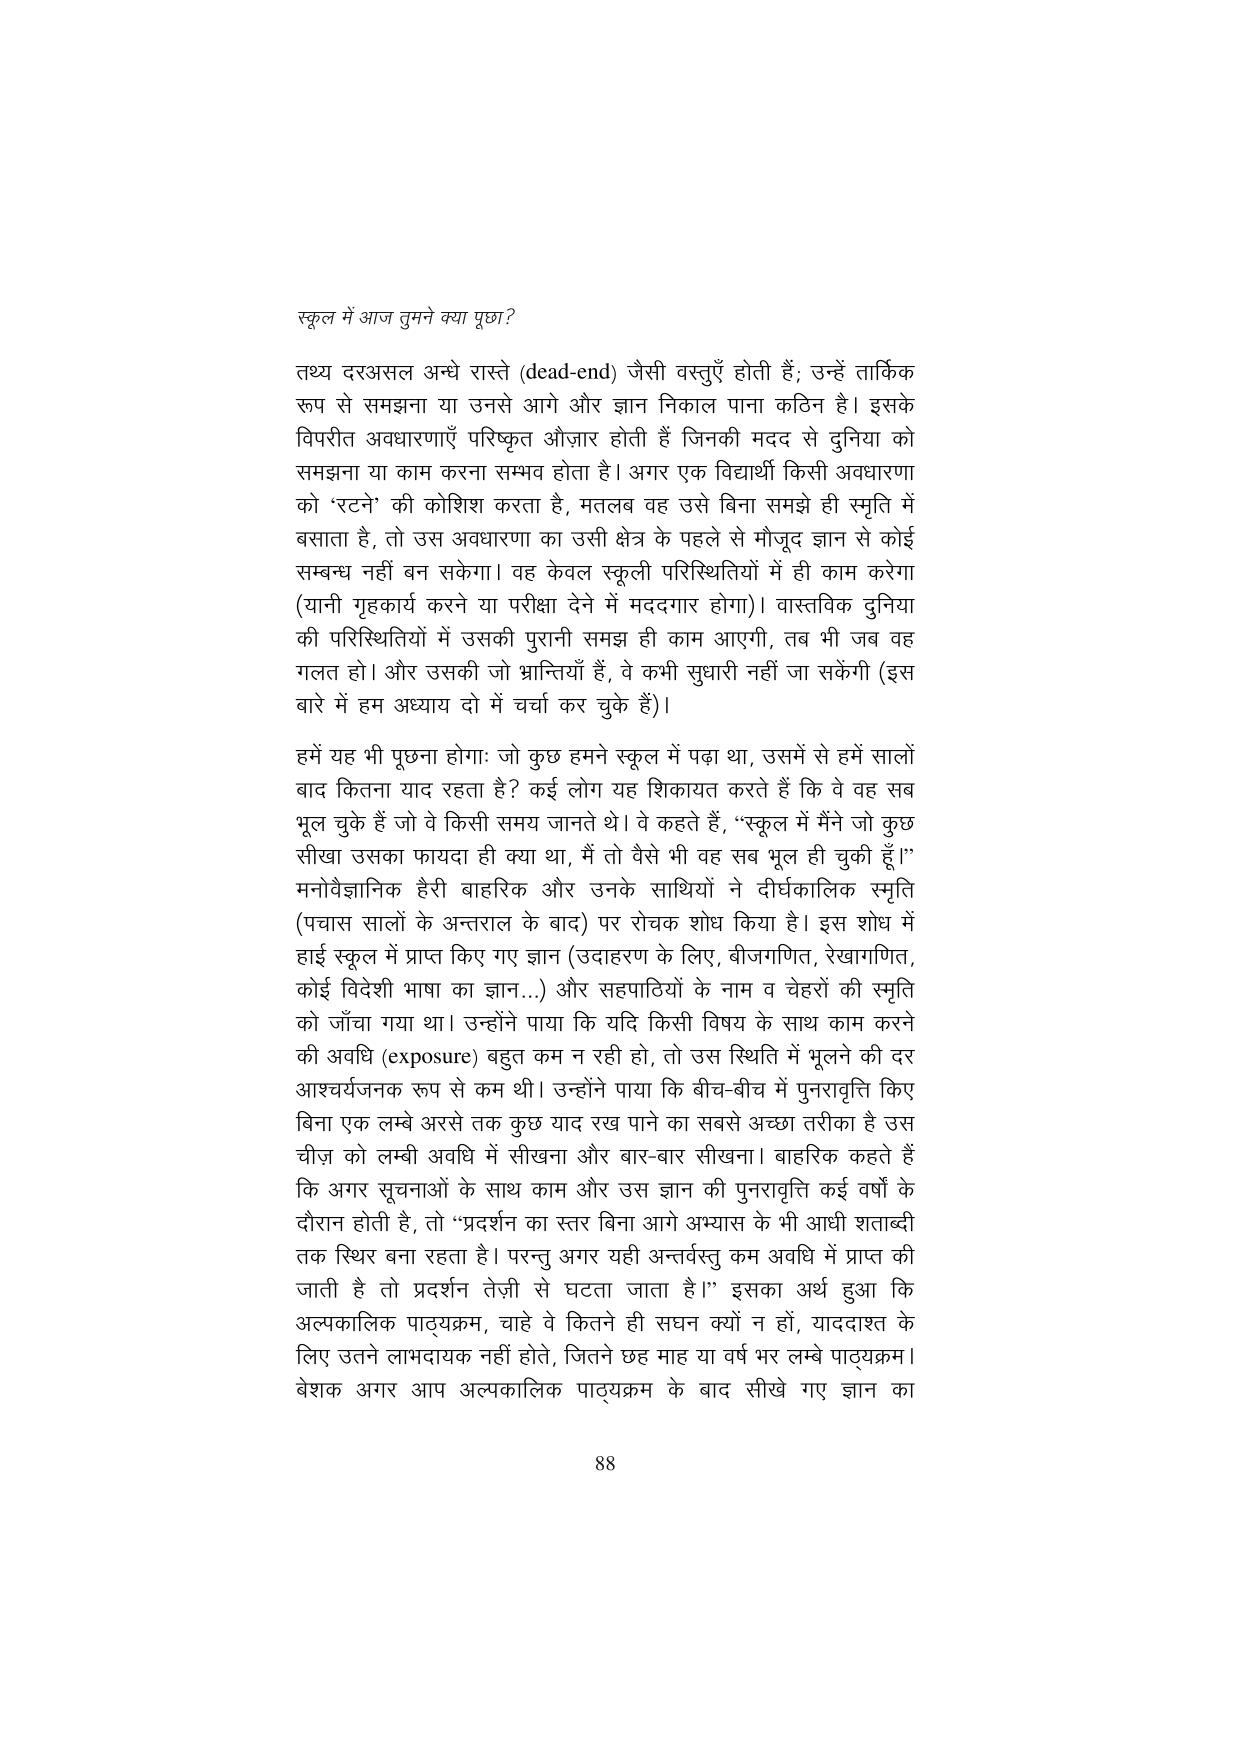 स्कूल में आज तुमने क्या पूछा?
तथ्य दरअसल अन्धे रास्ते (dead-end) जैसी वस्तुएँ होती हैं; उन्हें तार्किक
रूप से समझना या उनसे आगे और ज्ञान निकाल पाना कठिन है। इसके
विपरीत अवधारणाएँ परिष्कृत औज़ार होती हैं जिनकी मदद से दुनिया को
समझना या काम करना सम्भव होता है। अगर एक विद्यार्थी किसी अवधारणा
को ‘रटने’ की कोशिश करता है, मतलब वह उसे बिना समझे ही स्मृति में
बसाता है, तो उस अवधारणा का उसी क्षेत्र के पहले से मौजूद ज्ञान से कोई
सम्बन्ध नहीं बन सकेगा। वह केवल स्कूली परिस्थितियों में ही काम करेगा
(यानी गृहकार्य करने या परीक्षा देने में मददगार होगा)। वास्तविक दुनिया
की परिस्थितियों में उसकी पुरानी समझ ही काम आएगी, तब भी जब वह
गलत हो। और उसकी जो भ्रान्तियाँ हैं, वे कभी सुधारी नहीं जा सकेंगी (इस
बारे में हम अध्याय दो में चर्चा कर चुके हैं)।
हमें यह भी पूछना होगाः जो कुछ हमने स्कूल में पढ़ा था, उसमें से हमें सालों
बाद कितना याद रहता है? कई लोग यह शिकायत करते हैं कि वे वह सब
भूल चुके हैं जो वे किसी समय जानते थे। वे कहते हैं, “स्कूल में मैंने जो कुछ
सीखा उसका फायदा ही क्या था, मैं तो वैसे भी वह सब भूल ही चुकी हूँ।”
मनोवैज्ञानिक हैरी बाहरिक और उनके साथियों ने दीर्घकालिक स्मृति
(पचास सालों के अन्तराल के बाद) पर रोचक शोध किया है। इस शोध में
हाई स्कूल में प्राप्त किए गए ज्ञान (उदाहरण के लिए, बीजगणित, रेखागणित,
कोई विदेशी भाषा का ज्ञान...) और सहपाठियों के नाम व चेहरों की स्मृति
को जाँचा गया था। उन्होंने पाया कि यदि किसी विषय के साथ काम करने
की अवधि (exposure) बहुत कम न रही हो, तो उस स्थिति में भूलने की दर
आश्चर्यजनक रूप से कम थी। उन्होंने पाया कि बीच-बीच में पुनरावृत्ति किए
बिना एक लम्बे अरसे तक कुछ याद रख पाने का सबसे अच्छा तरीका है उस
चीज़ को लम्बी अवधि में सीखना और बार-बार सीखना। बाहरिक कहते हैं
कि अगर सूचनाओं के साथ काम और उस ज्ञान की पुनरावृत्ति कई वर्षों के
दौरान होती है, तो “प्रदर्शन का स्तर बिना आगे अभ्यास के भी आधी शताब्दी
तक स्थिर बना रहता है। परन्तु अगर यही अन्तर्वस्तु कम अवधि में प्राप्त की
जाती है तो प्रदर्शन तेज़ी से घटता जाता है।” इसका अर्थ हुआ कि
अल्पकालिक पाठ्यक्रम, चाहे वे कितने ही सघन क्यों न हों, याददाश्त के
लिए उतने लाभदायक नहीं होते, जितने छह माह या वर्ष भर लम्बे पाठ्यक्रम।
बेशक अगर आप अल्पकालिक पाठ्यक्रम के बाद सीखे गए ज्ञान का
88